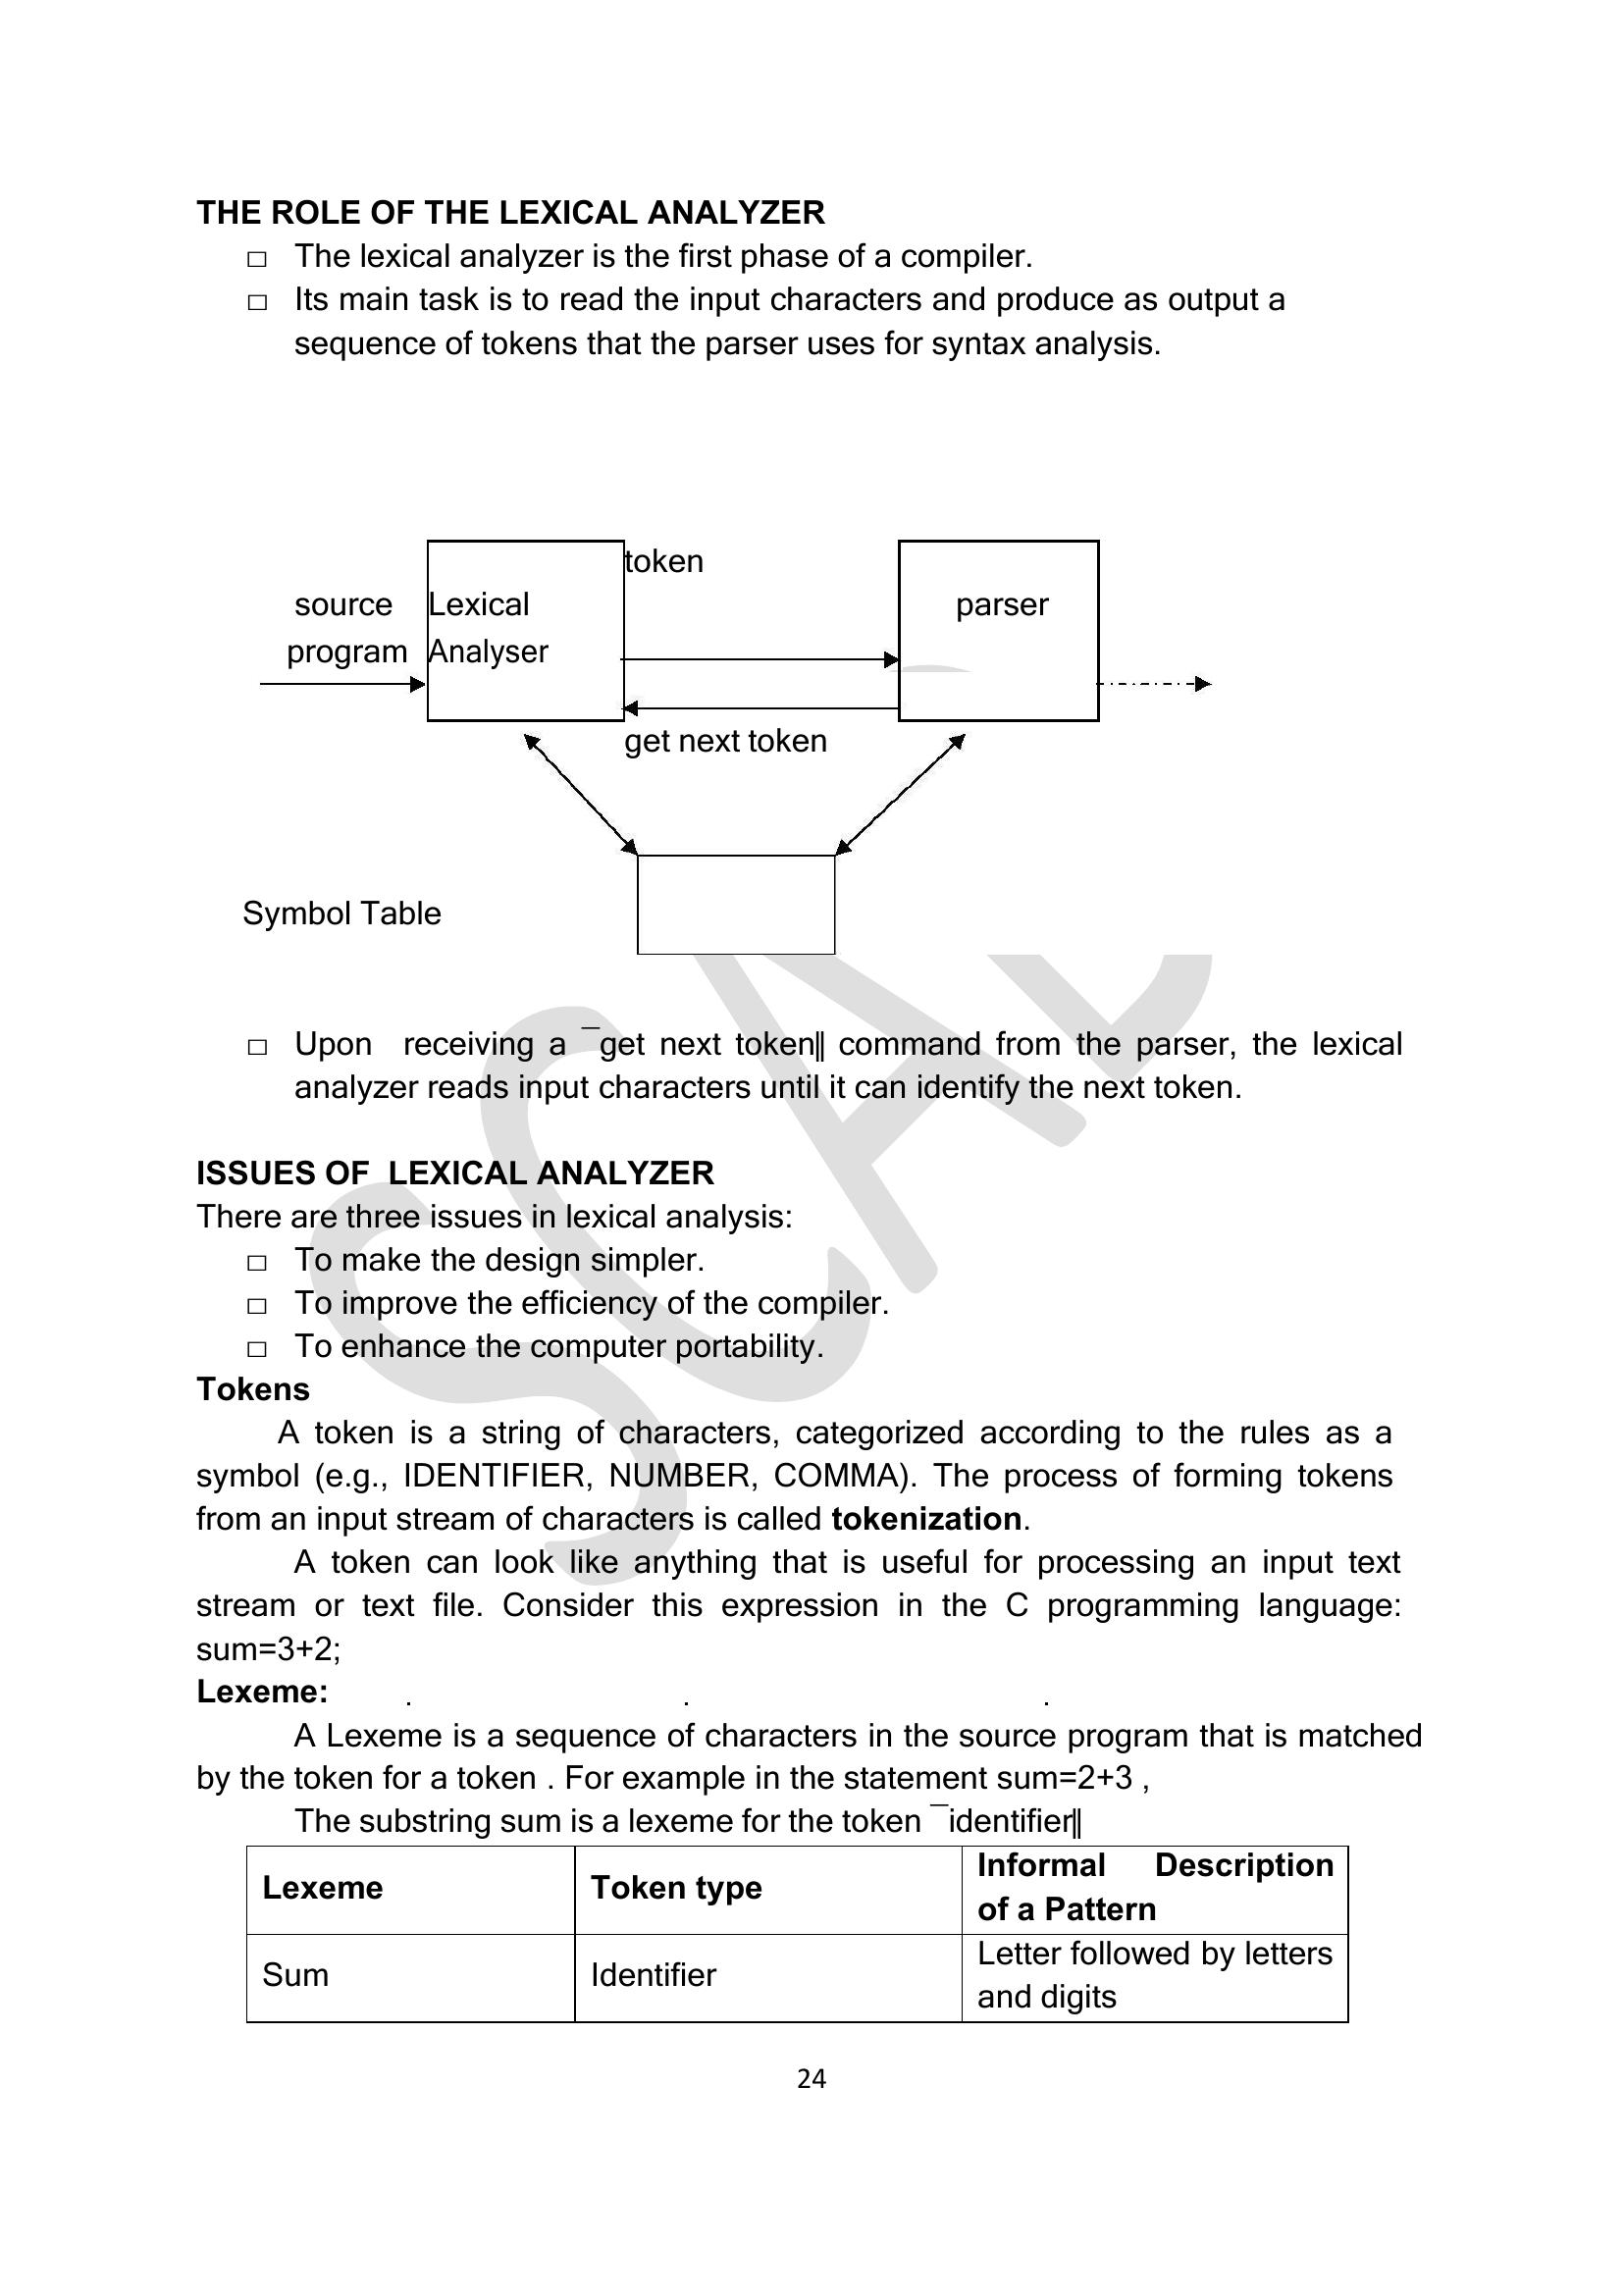 THE ROLE OF THE LEXICAL ANALYZER
□ The lexical analyzer is the first phase of a compiler.
□ Its main task is to read the input characters and produce as output a
sequence of tokens that the parser uses for syntax analysis.
token
source Lexical parser
program Analyser
get next token
Symbol Table
□ Upon receiving a ¯get next token‖ command from the parser, the lexical
analyzer reads input characters until it can identify the next token.
ISSUES OF LEXICAL ANALYZER
There are three issues in lexical analysis:
□ To make the design simpler.
□ To improve the efficiency of the compiler.
□ To enhance the computer portability.
Tokens
A token is a string of characters, categorized according to the rules as a
symbol (e.g., IDENTIFIER, NUMBER, COMMA). The process of forming tokens
from an input stream of characters is called tokenization.
A token can look like anything that is useful for processing an input text
stream or text file. Consider this expression in the C programming language:
sum=3+2;
Lexeme: . . .
A Lexeme is a sequence of characters in the source program that is matched
by the token for a token . For example in the statement sum=2+3 ,
The substring sum is a lexeme for the token ¯identifier‖
Lexeme Token type Informal Description
of a Pattern
Sum Identifier Letter followed by letters
and digits
24